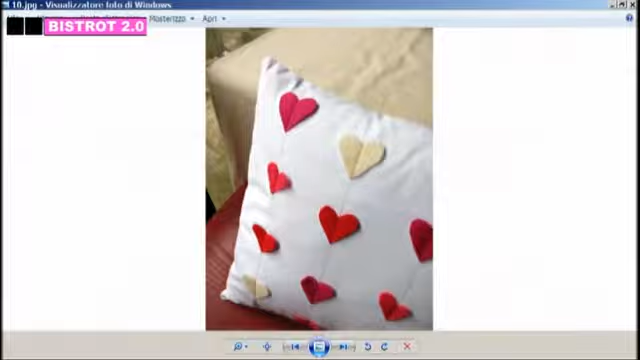 10.jpg - Visualizzatore foto di Windows
Masterizza Apri
BISTROT 2.0